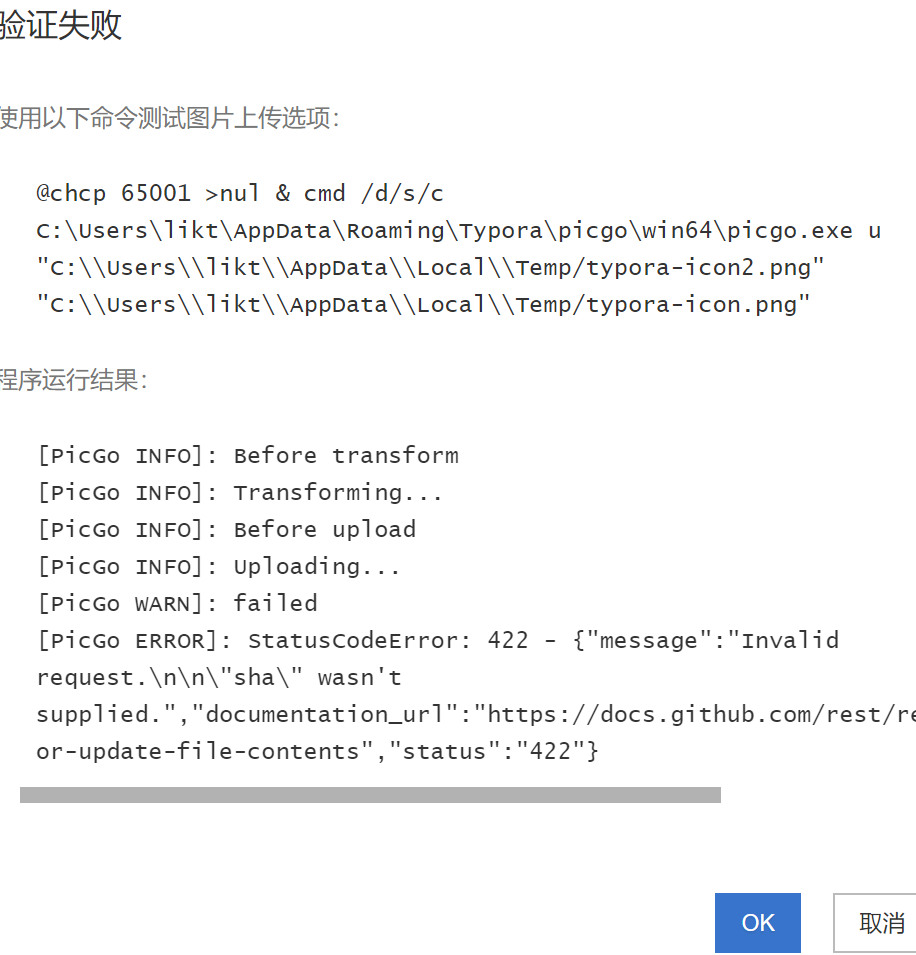 验证失败
使用以下命令测试图片上传选项：
@chcp 65001 >nul & cmd /d/s/c
C:\Users\likt\AppData\Roaming\Typora\picgo\win64\picgo.exe u
"C:\\Users\\likt\\AppData\\Local\\Temp/typora-icon2.png"
"C:\\Users\\likt\\AppData\\Local\\Temp/typora-icon.png"
程序运行结果：
[PicGo INFO]: Before transform
[PicGo INFO]: Transforming...
[PicGo INFO]: Before upload
[PicGo INFO]: Uploading...
[PicGo WARN]: failed
[PicGo ERROR]: StatusCodeError: 422 - {"message":"Invalid
request.\n\n\"sha\" wasn't
supplied.","documentation_url":"https://docs.github.com/rest/re
or-update-file-contents","status":"422"}
OK
取消